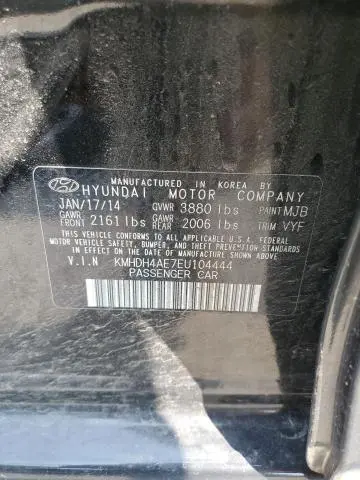 MANUFACTURED IN KOREA BY
HYUNDAI MOTOR COMPANY
JAN/17/14 GVWR 3880 lbs PAINT MJB
GAWR FRONT 2161 lbs GAWR REAR 2006 lbs TRIM VYF
THIS VEHICLE CONFORMS TO ALL APPLICABLE U.S. FEDERAL
MOTOR VEHICLE SAFETY, BUMPER, AND THEFT PREVENTION STANDARDS
IN EFFECT ON THE DATE OF MANUFACTURE SHOWN ABOVE.
V.I.N KMHDH4AE7EU104444
PASSENGER CAR